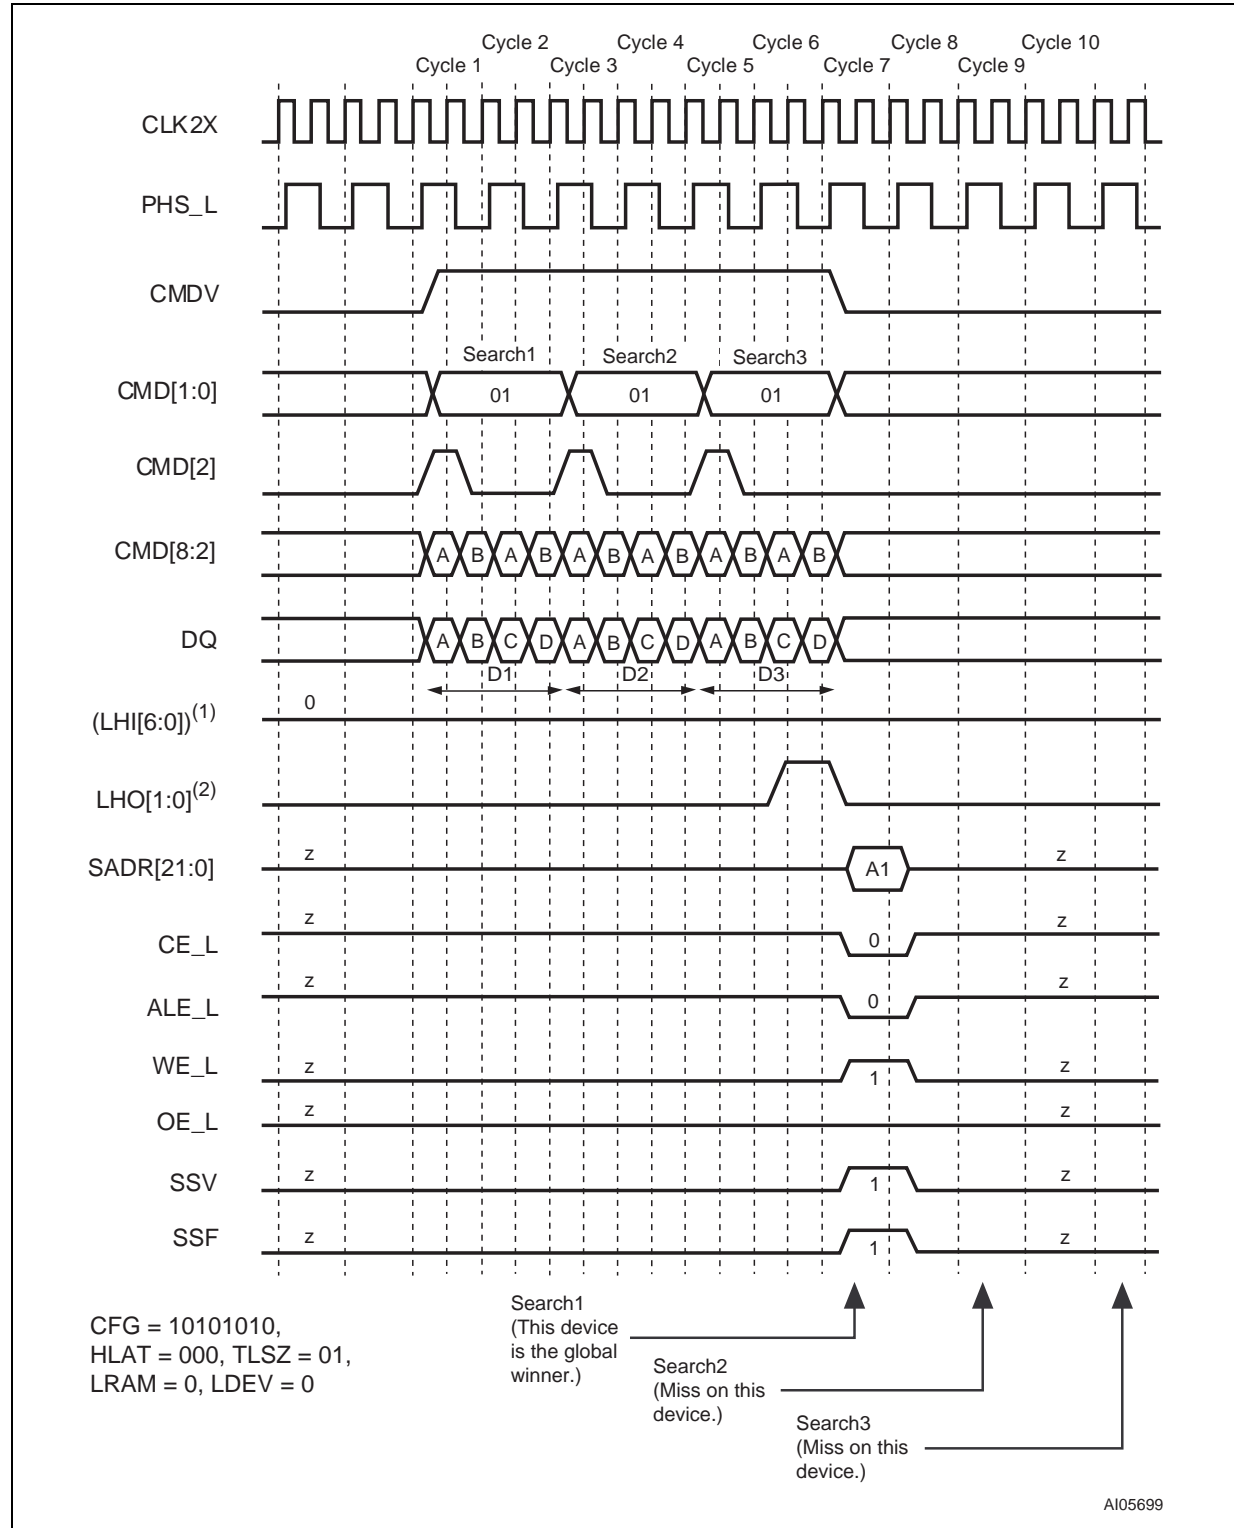 Cycle 2 Cycle 4 Cycle 6 Cycle 8 Cycle 10
Cycle 1 Cycle 3 Cycle 5 Cycle 7 Cycle 9
CLK2X
PHS_L
CMDV
Search1 Search2 Search3
CMD[1:0] 01 01 01
CMD[2]
CMD[8:2] A B A B A B A B A B A B
DQ A B C D A B C D A B C D
D1 D2 D3
(LHI[6:0])(1) 0
LHO[1:0](2)
SADR[21:0] z A1 z
CE_L z 0 z
ALE_L z 0 z
WE_L z 1 z
OE_L z z
SSV z 1 z
SSF z 1 z
CFG = 10101010,
HLAT = 000, TLSZ = 01,
LRAM = 0, LDEV = 0
Search1
(This device
is the global
winner.)
Search2
(Miss on this
device.)
Search3
(Miss on this
device.)
AI05699